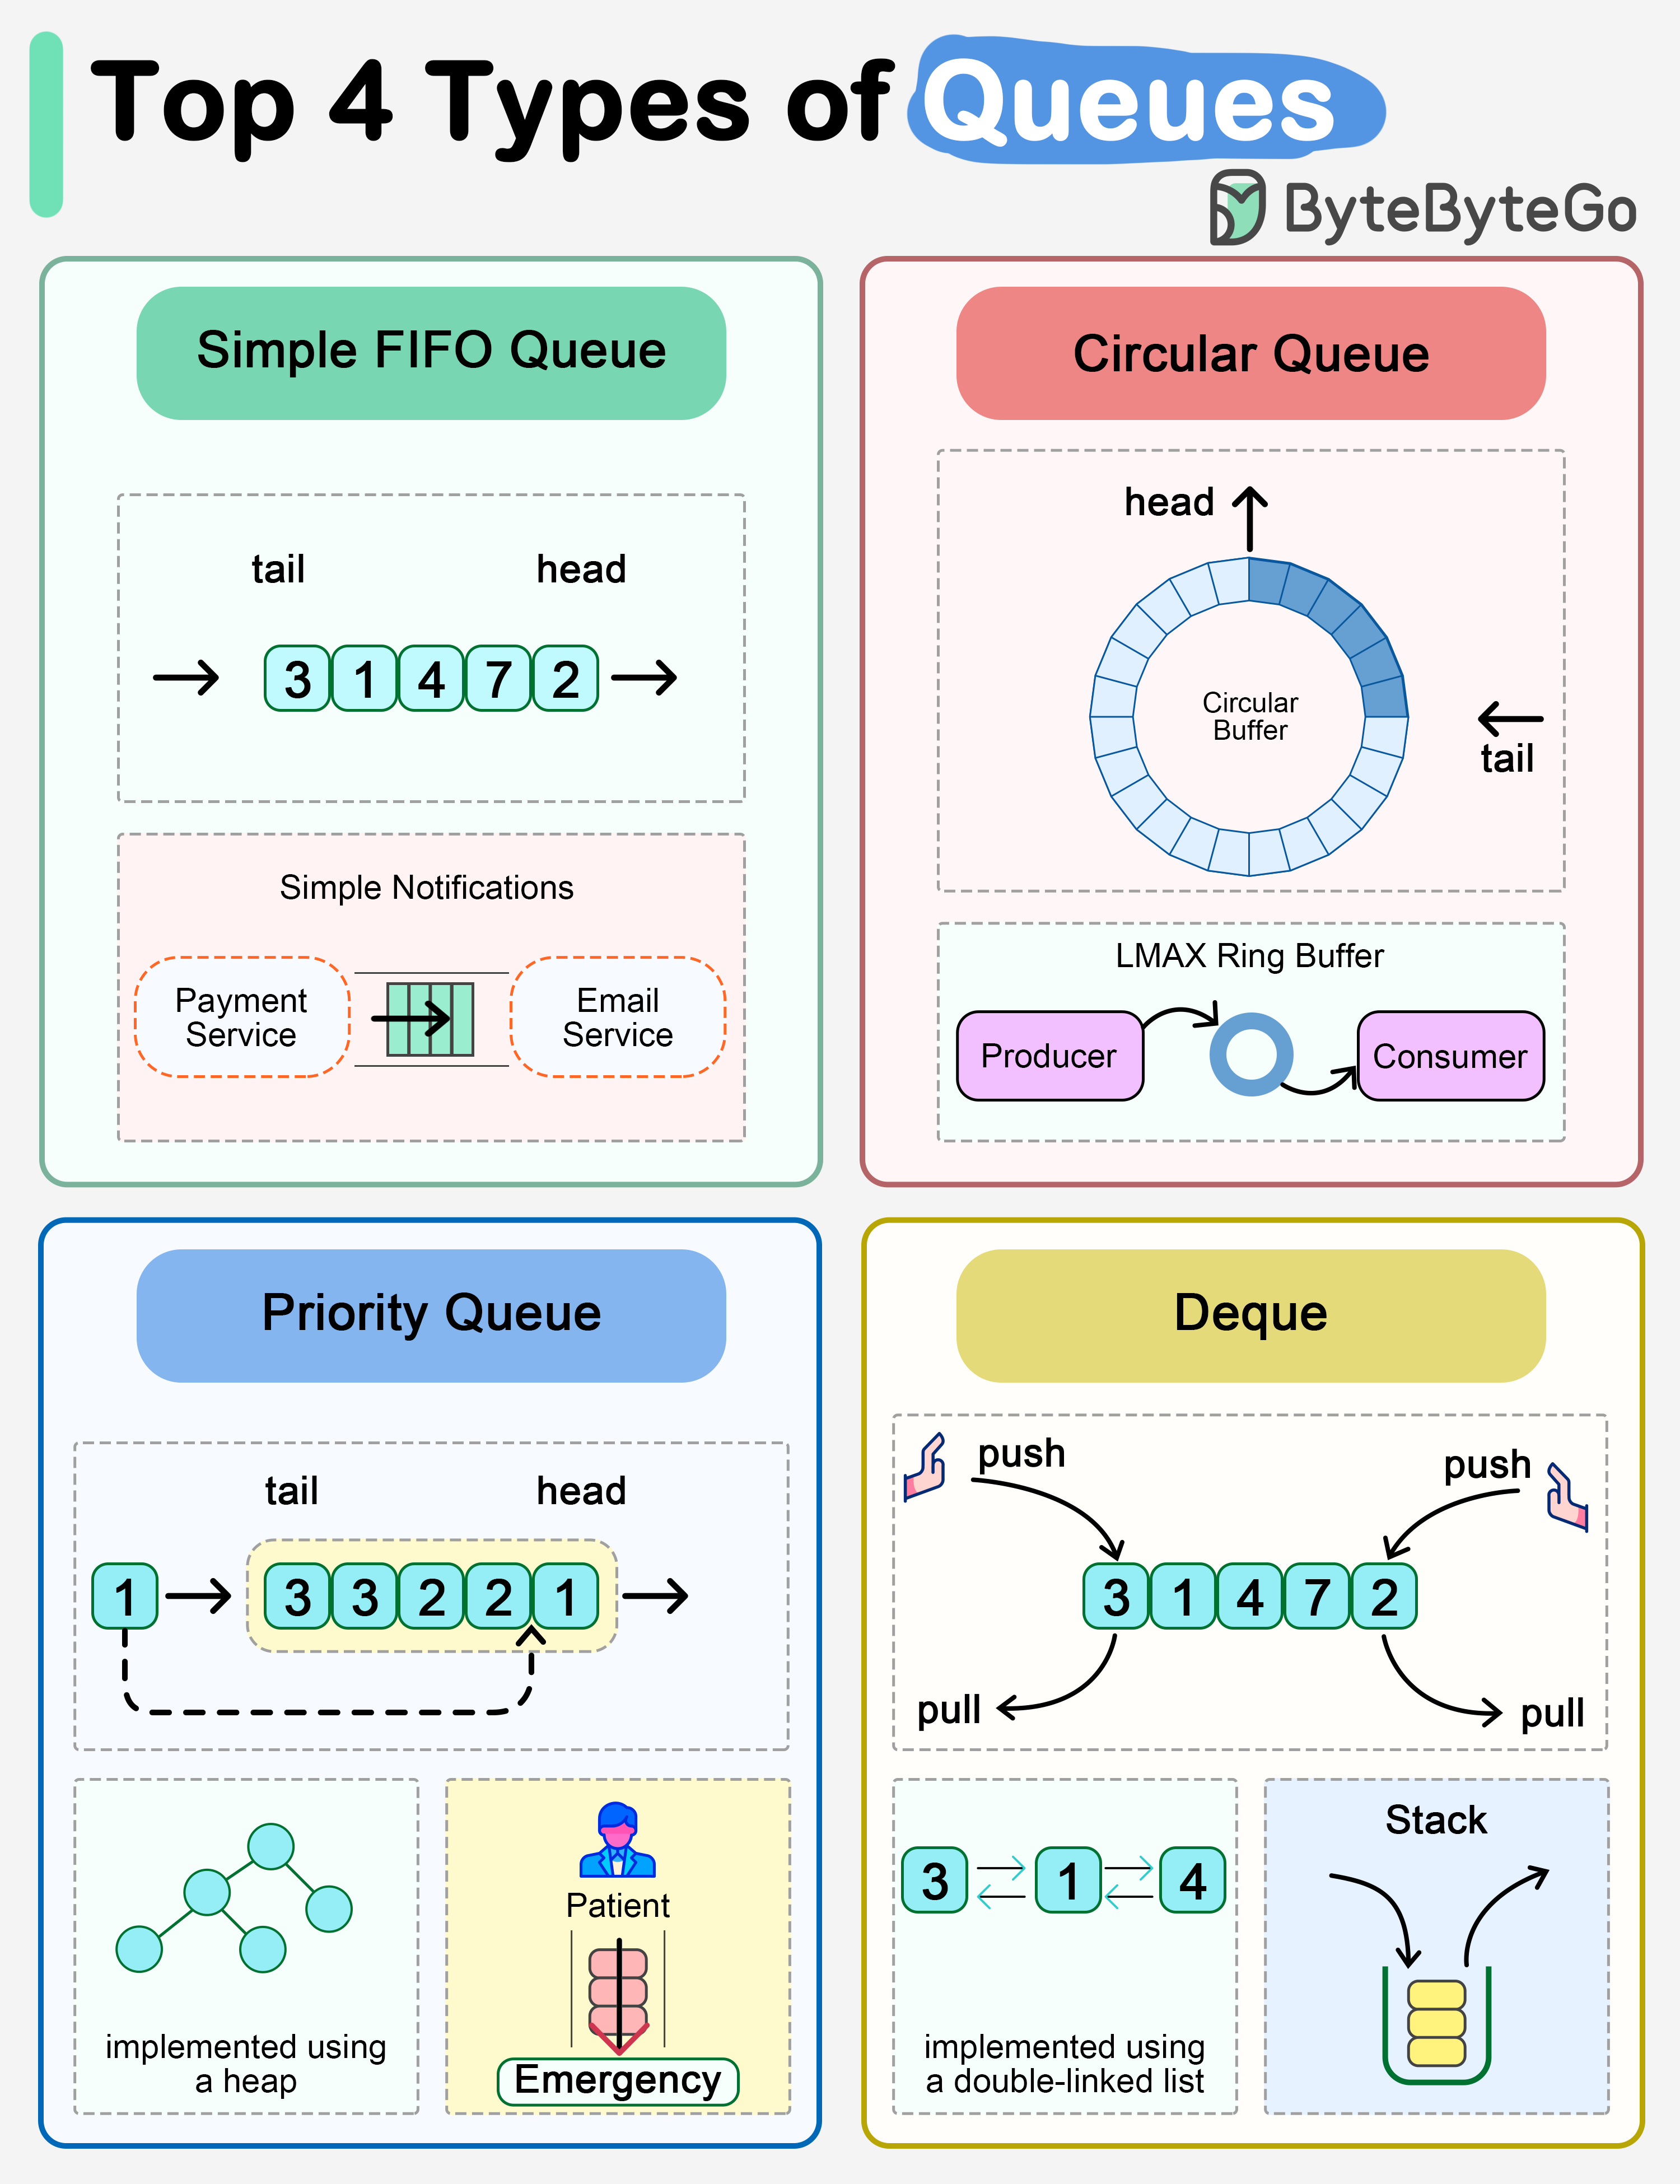 Top 4 Types of Queues
ByteByteGo
Simple FIFO Queue
tail head
3 1 4 7 2
Simple Notifications
Payment
Service
Email
Service
Circular Queue
head
Circular
Buffer
tail
LMAX Ring Buffer
Producer
Consumer
Priority Queue
tail head
1 3 3 2 2 1
implemented using
a heap
Patient
Emergency
Deque
push push
3 1 4 7 2
pull pull
3 1 4
implemented using
a double-linked list
Stack